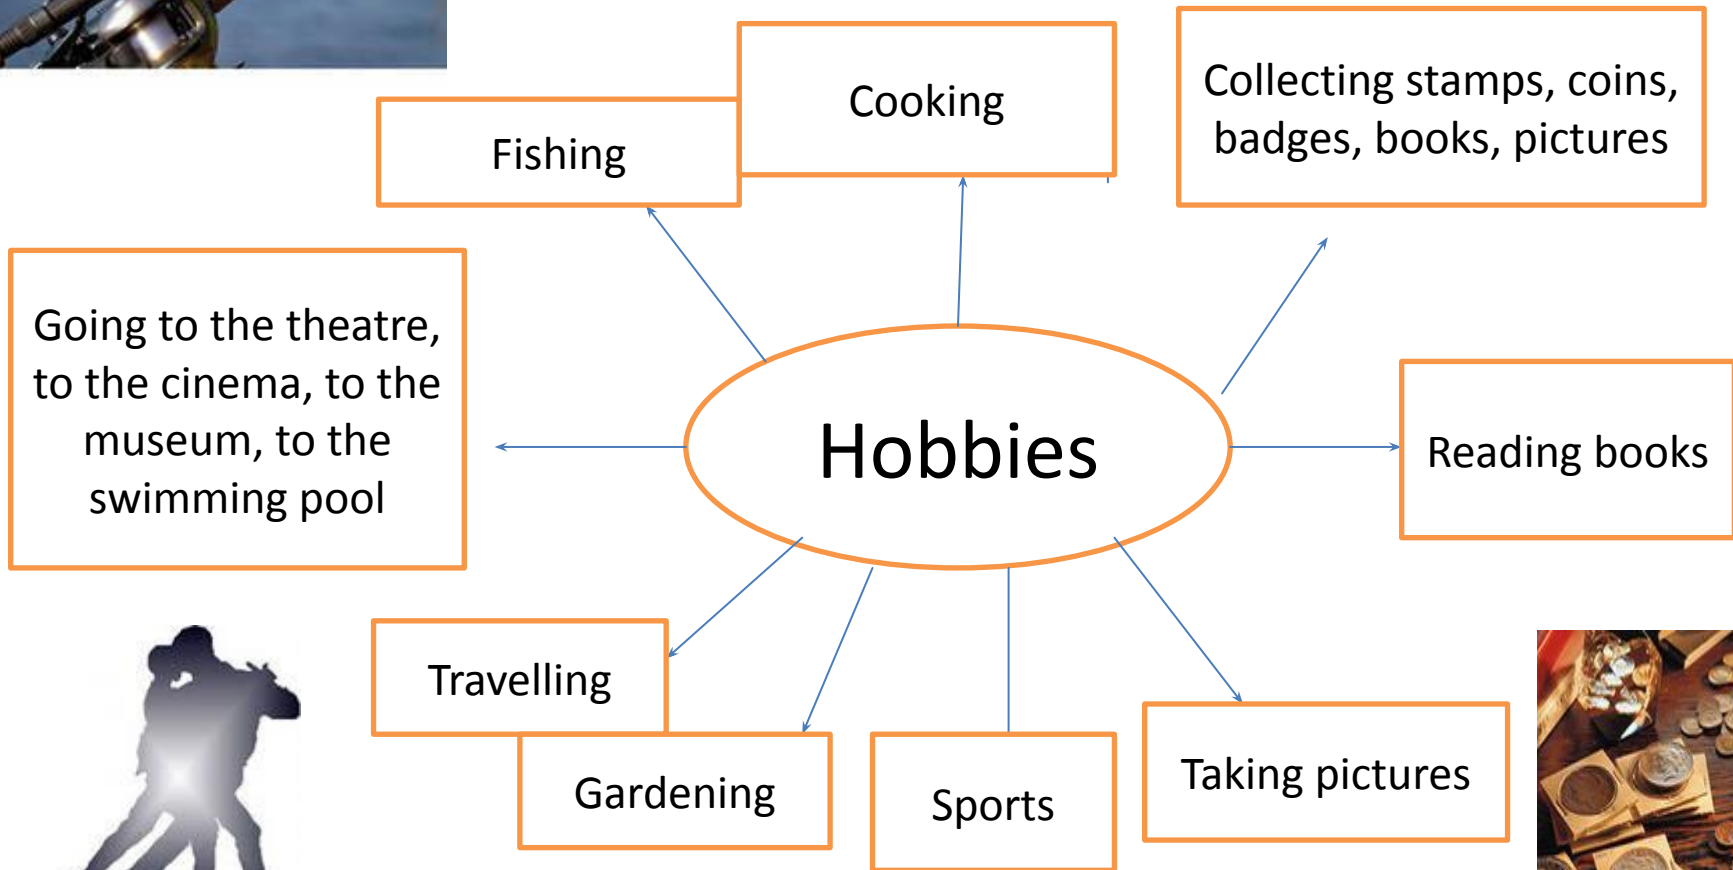 Cooking
Collecting stamps, coins,
badges, books, pictures
Fishing
Going to the theatre,
to the cinema, to the
museum, to the
swimming pool
Hobbies
Reading books
Travelling
Gardening
Sports
Taking pictures